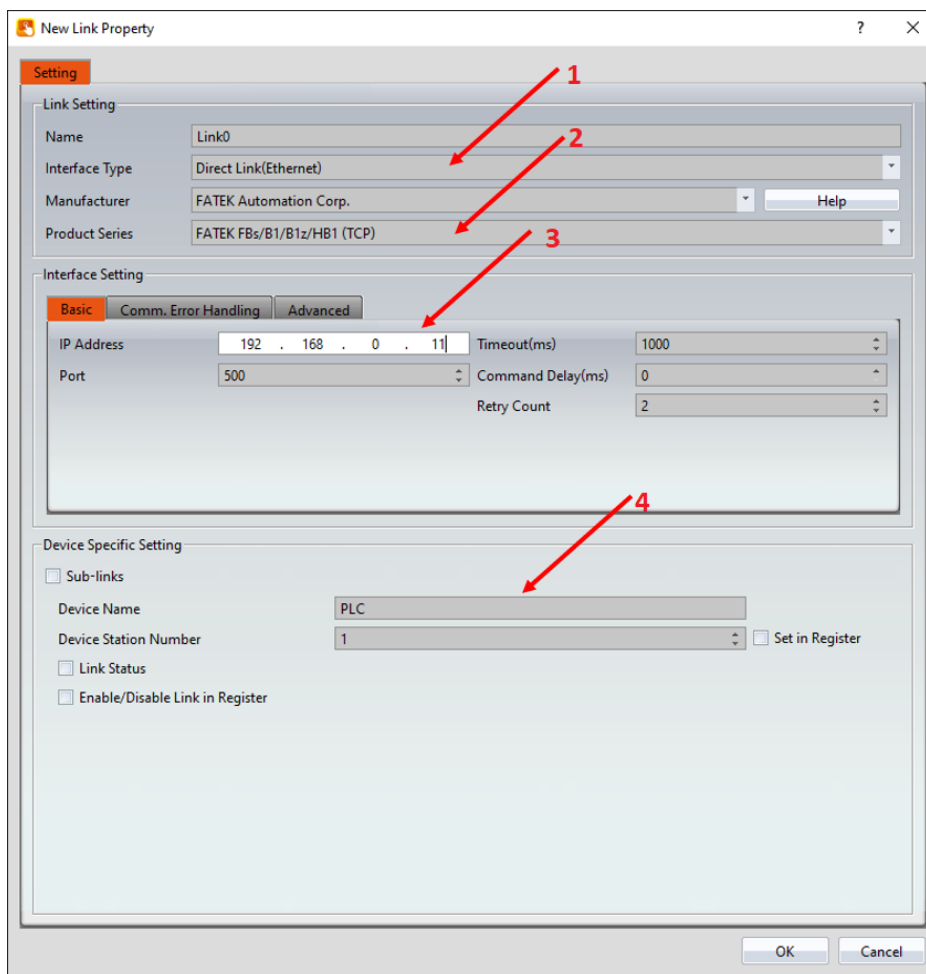 New Link Property ? ×
Setting
1
Link Setting
Name Link0
2
Interface Type Direct Link(Ethernet)
Manufacturer FATEK Automation Corp. Help
Product Series FATEK FBs/B1/B1z/HB1 (TCP)
3
Interface Setting
Basic Comm. Error Handling Advanced
IP Address 192 . 168 . 0 . 11 Timeout(ms) 1000
Port 500 Command Delay(ms) 0
Retry Count 2
4
Device Specific Setting
Sub-links
Device Name PLC
Device Station Number 1 Set in Register
Link Status
Enable/Disable Link in Register
OK Cancel